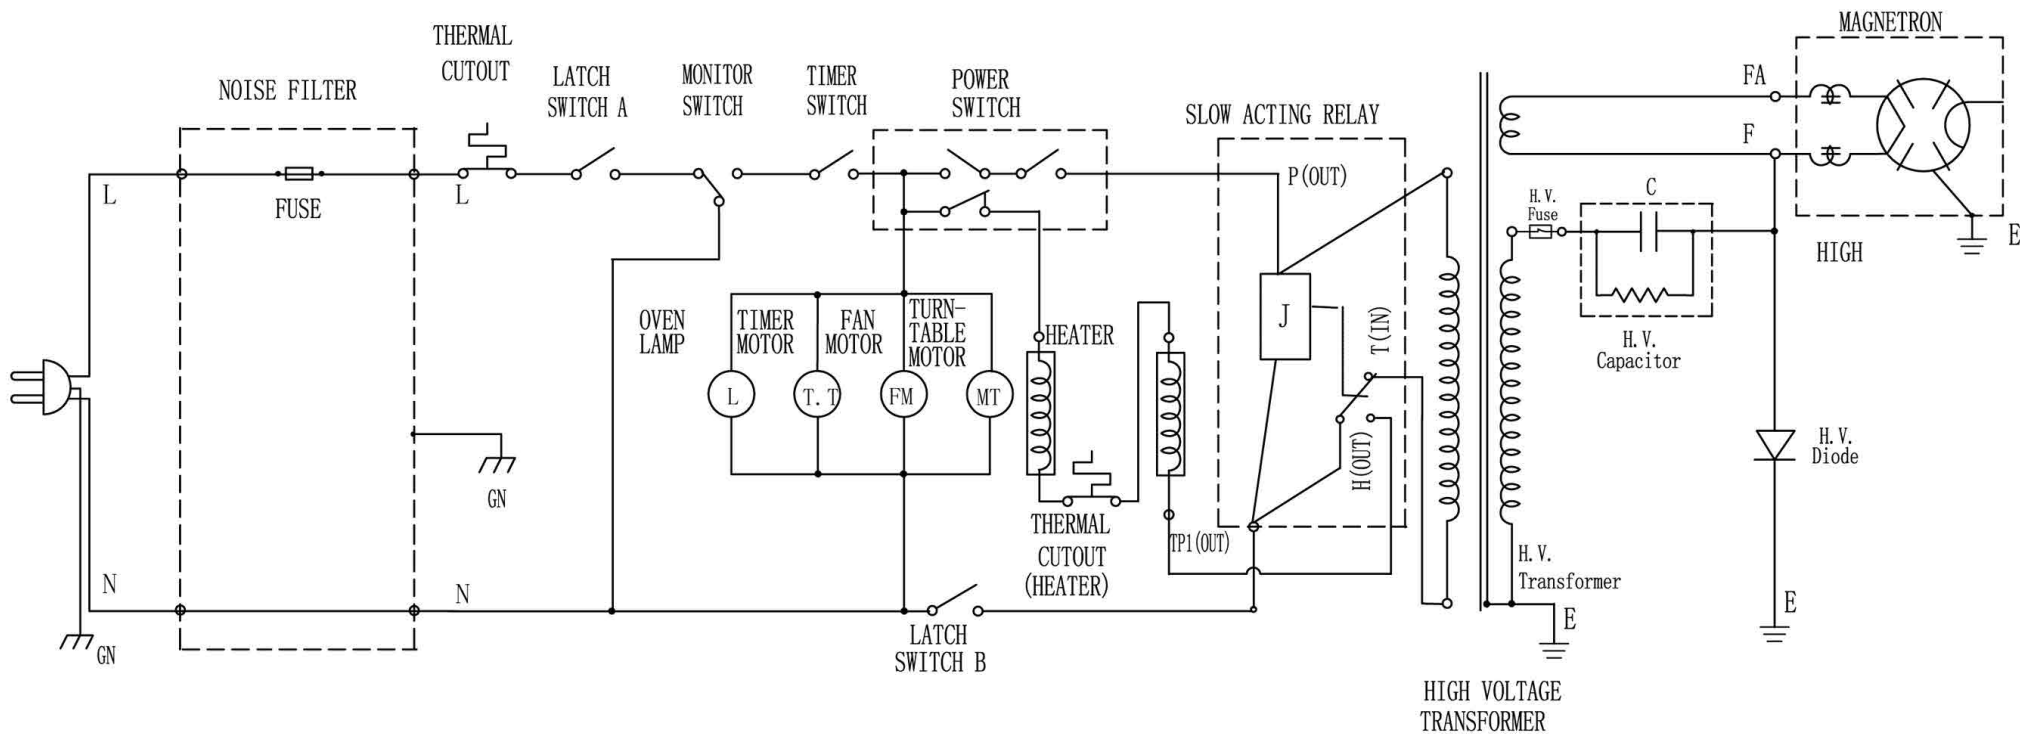 THERMAL
CUTOUT
NOISE FILTER
LATCH
SWITCH A
MONITOR
SWITCH
TIMER
SWITCH
POWER
SWITCH
SLOW ACTING RELAY
MAGNETRON
FA
F
L
FUSE
L
P(OUT)
H.V.
Fuse
C
HIGH
E
OVEN
LAMP
TIMER
MOTOR
FAN
MOTOR
TURN-
TABLE
MOTOR
HEATER
J
T(IN)
H.V.
Capacitor
L
T.T
FM
MT
H(OUT)
H.V.
Diode
GN
THERMAL
CUTOUT
(HEATER)
TP1(OUT)
H.V.
Transformer
N
N
E
E
GN
LATCH
SWITCH B
HIGH VOLTAGE
TRANSFORMER